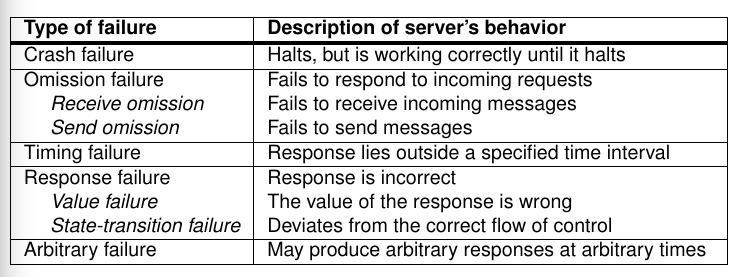 Type of failure Description of server's behavior
Crash failure Halts, but is working correctly until it halts
Omission failure Fails to respond to incoming requests
Receive omission Fails to receive incoming messages
Send omission Fails to send messages
Timing failure Response lies outside a specified time interval
Response failure Response is incorrect
Value failure The value of the response is wrong
State-transition failure Deviates from the correct flow of control
Arbitrary failure May produce arbitrary responses at arbitrary times